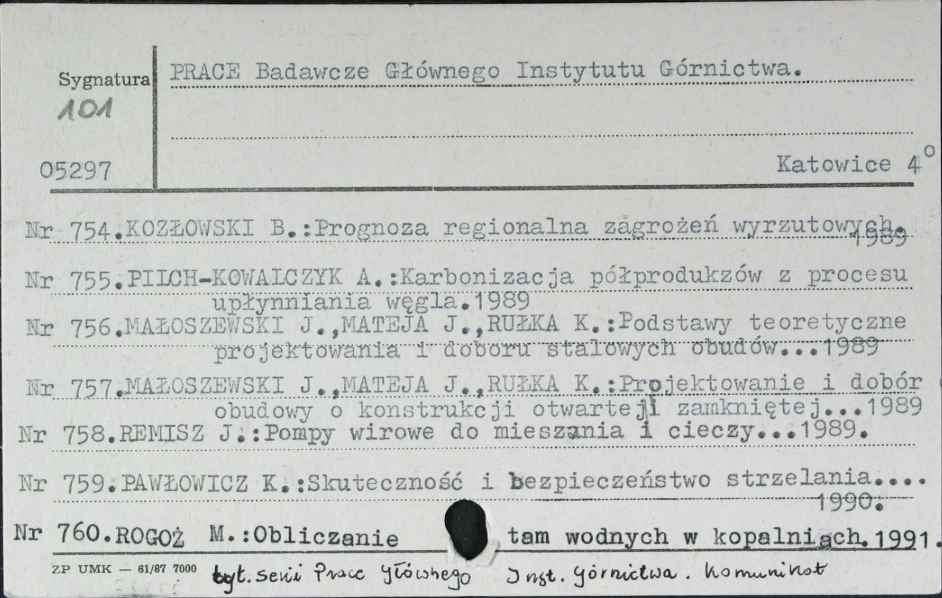 Sygnatura
101
PRACE Badawcze Głównego Instytutu Górnictwa.
05297
Katowice 4°
Nr 754.KOZŁOWSKI B.:Prognoza regionalna zagrożeń wyrzutowych.
1989
Nr 755.PILCH-KOWALCZYK A.:Karbonizacja półprodukzów z procesu
upłynniania węgla.1989
Nr 756.MAŁOSZEWSKI J.,MATEJA J.,RUŁKA K.:Podstawy teoretyczne
projektowania i doboru stalowych obudów...1989
Nr 757.MAŁOSZEWSKI J.,MATEJA J.,RUŁKA K.:Projektowanie i dobór
obudowy o konstrukcji otwartej i zamkniętej...1989
Nr 758.REMISZ J.:Pompy wirowe do mieszania i cieczy...1989.
Nr 759.PAWŁOWICZ K.:Skuteczność i bezpieczeństwo strzelania....
1990.
Nr 760.ROGOŻ M.:Obliczanie tam wodnych w kopalniach.1991.
ZP UMK — 61/87 7000
tyt. serii Prace Głównego Inst. Górnictwa. Komunikat